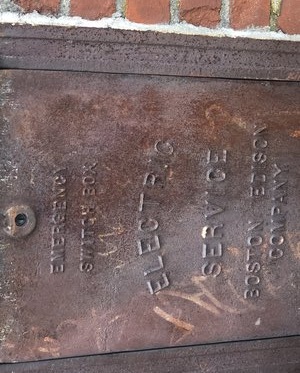 EMERGENCY
SWITCH BOX
ELECTRIC
SERVICE
BOSTON EDISON
COMPANY